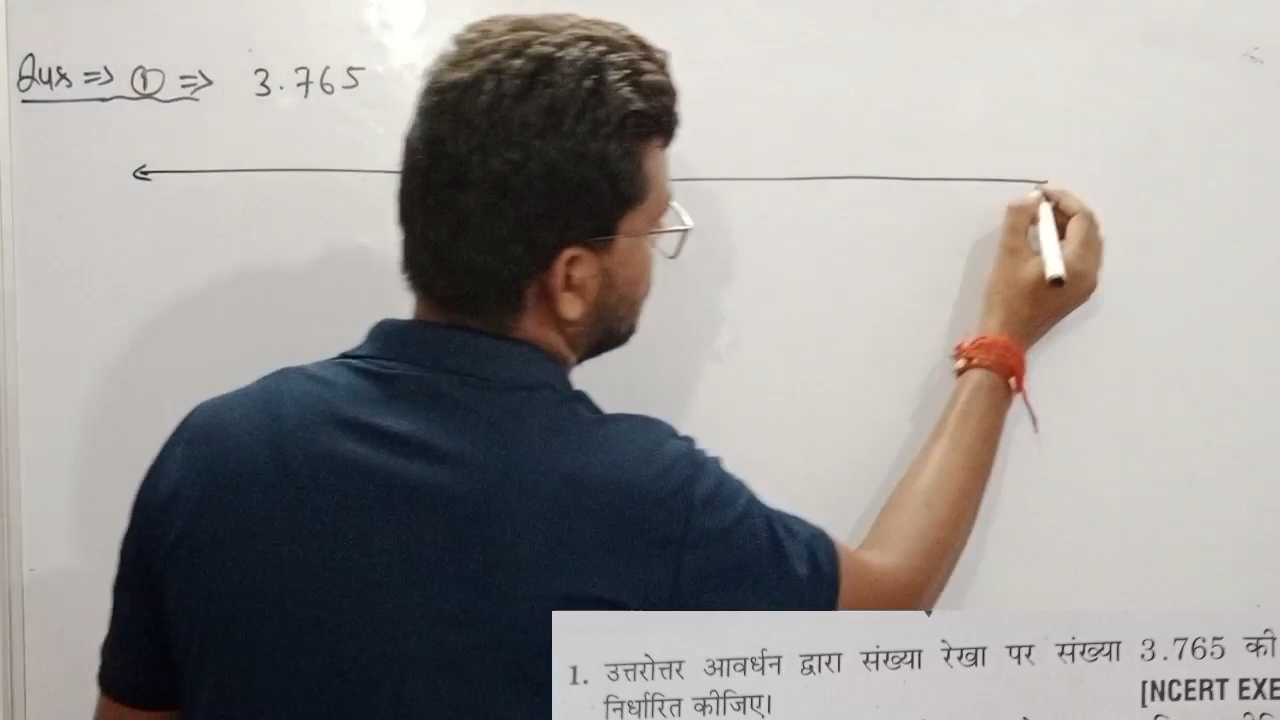 Ques => ① => 3.765
1. उत्तरोत्तर आवर्धन द्वारा संख्या रेखा पर संख्या 3.765 की
निर्धारित कीजिए। [NCERT EXE